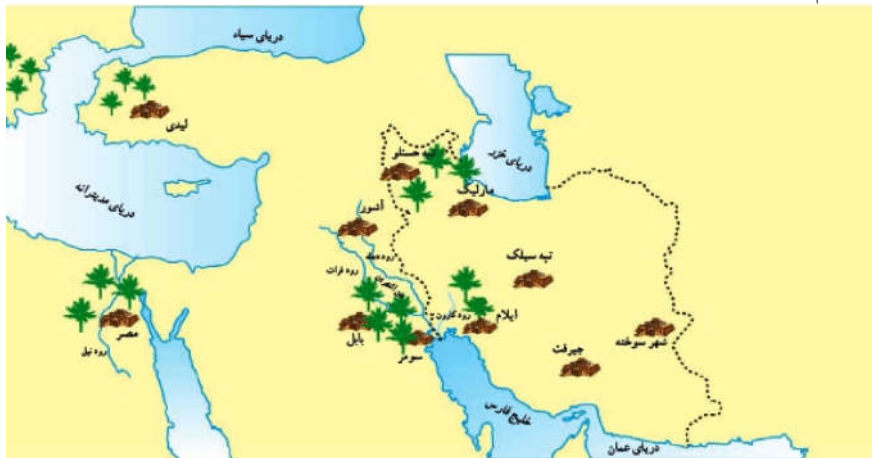 دریای سیاه
لیدی
دریای مدیترانه
دریای خزر
تپه حسنلو
مارلیک
آشور
رود دجله
رود فرات
تپه سیلک
ایلام
رود کارون
بابل
سومر
مصر
رود نیل
جیرفت
شهر سوخته
خلیج فارس
دریای عمان